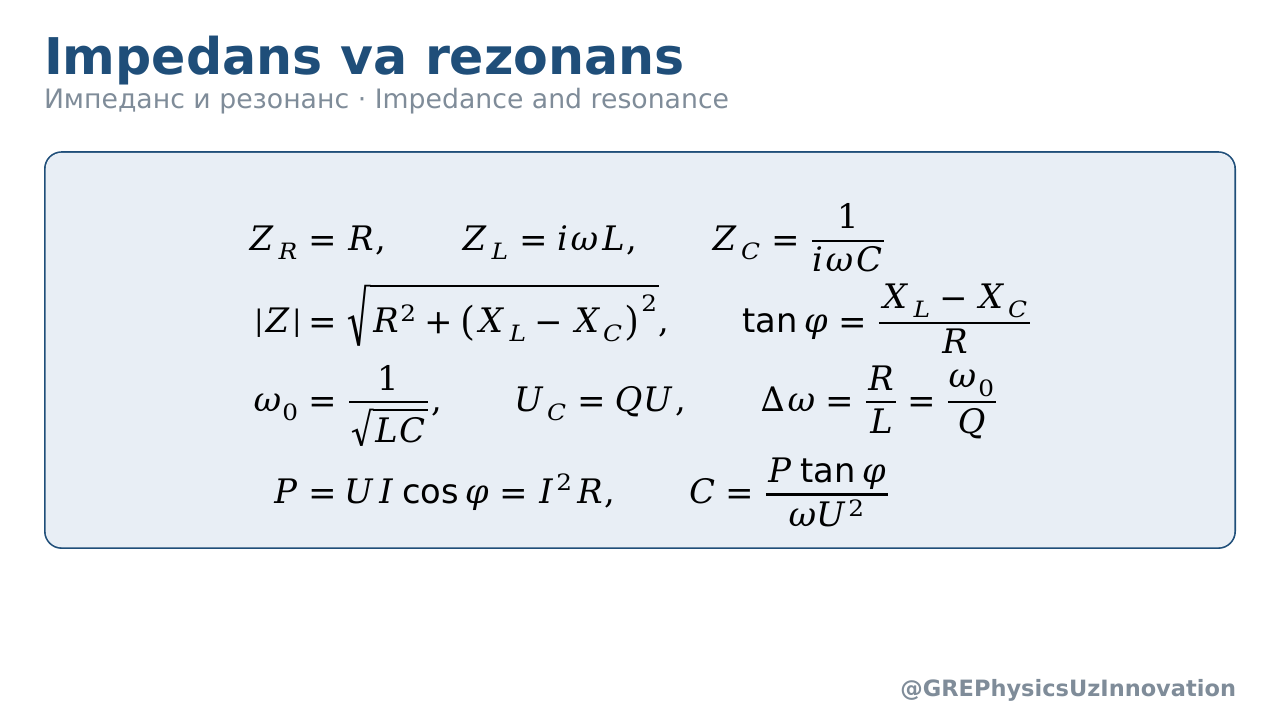 Impedans va rezonans
Импеданс и резонанс · Impedance and resonance
Z_R = R, Z_L = iωL, Z_C = 1/(iωC)
|Z| = √(R² + (X_L − X_C)²), tan φ = (X_L − X_C)/R
ω₀ = 1/√(LC), U_C = QU, Δω = R/L = ω₀/Q
P = UI cos φ = I²R, C = (P tan φ)/(ωU²)
@GREPhysicsUzInnovation